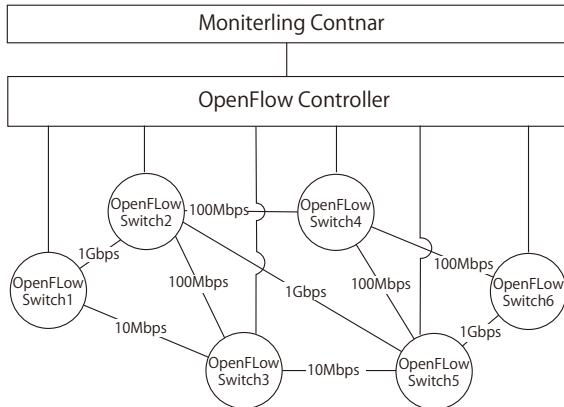 Moniterling Contnar
OpenFlow Controller
OpenFLow
Switch2
100Mbps
OpenFLow
Switch4
1Gbps
OpenFLow
Switch1
100Mbps
1Gbps
100Mbps
100Mbps
OpenFLow
Switch6
10Mbps
1Gbps
OpenFLow
Switch3
10Mbps
OpenFLow
Switch5